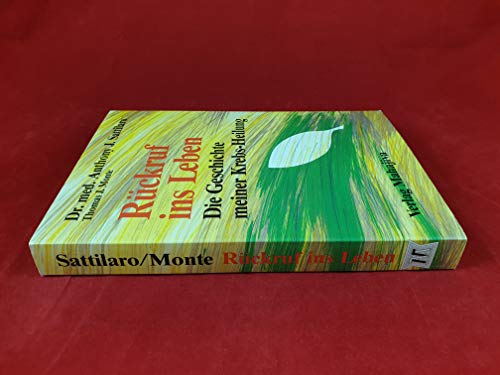 Dr. med. Anthony J. Sattilaro
Thomas J. Monte
Rückruf
ins Leben
Die Geschichte
meiner Krebs-Heilung
Verlag Mahajiva
Sattilaro/Monte Rückruf ins Leben